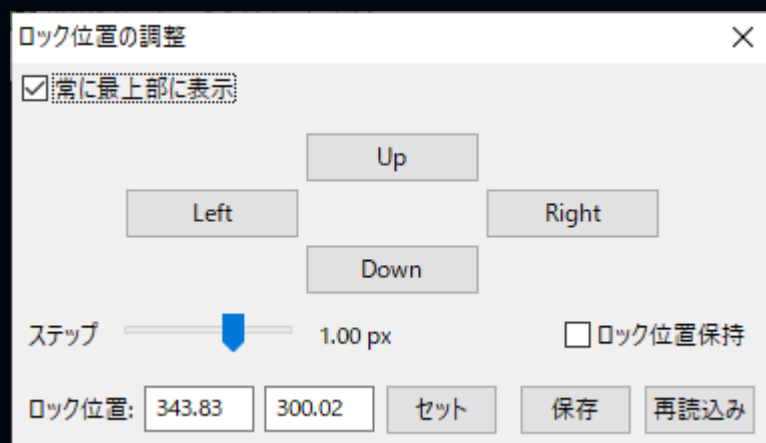 ロック位置の調整
常に最上部に表示
Up
Left Right
Down
ステップ 1.00 px ロック位置保持
ロック位置: 343.83 300.02 セット 保存 再読込み